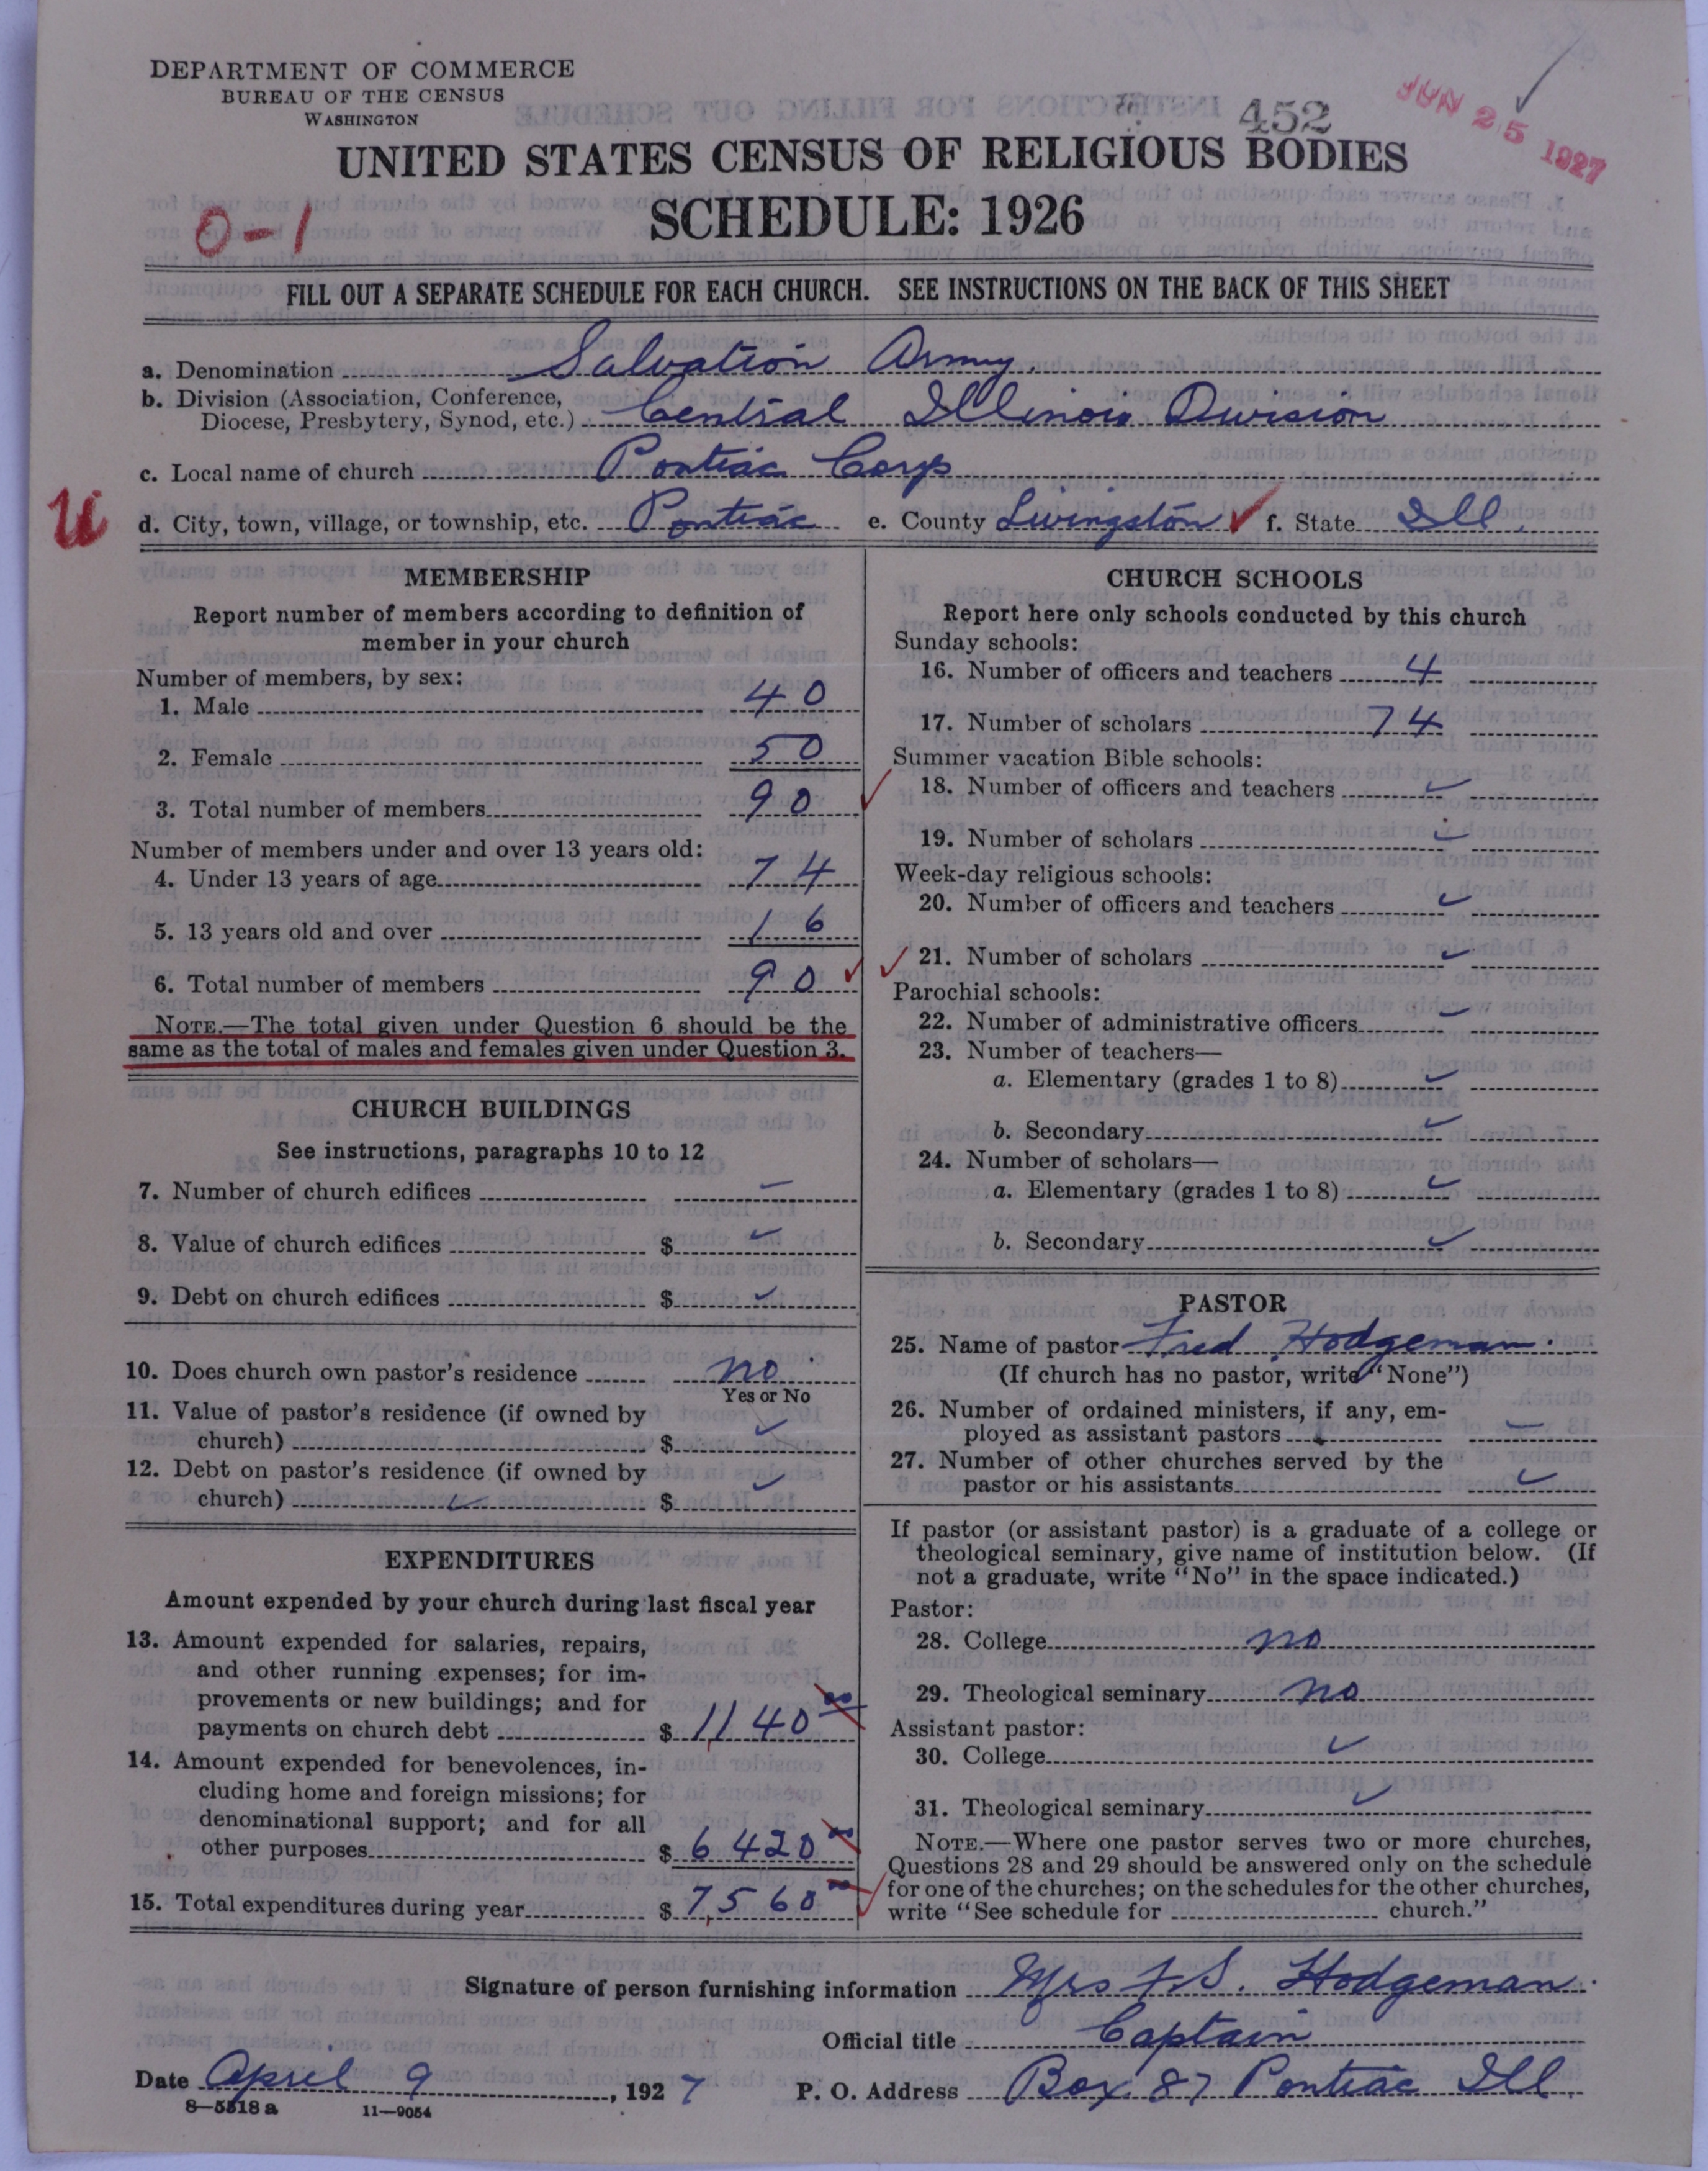 DEPARTMENT OF COMMERCE
BUREAU OF THE CENSUS
WASHINGTON
452
JUN 25 1927
UNITED STATES CENSUS OF RELIGIOUS BODIES
SCHEDULE: 1926
0-1
FILL OUT A SEPARATE SCHEDULE FOR EACH CHURCH. SEE INSTRUCTIONS ON THE BACK OF THIS SHEET
a. Denomination Salvation Army.
b. Division (Association, Conference,
Diocese, Presbytery, Synod, etc.) Central Illinois Division
c. Local name of church Pontiac Corps
U
d. City, town, village, or township, etc. Pontiac e. County Livingston f. State Ill.
MEMBERSHIP
Report number of members according to definition of
member in your church
Number of members, by sex:
1. Male 40
2. Female 50
3. Total number of members 90
Number of members under and over 13 years old:
4. Under 13 years of age 74
5. 13 years old and over 16
6. Total number of members 90
NOTE.—The total given under Question 6 should be the
same as the total of males and females given under Question 3.
CHURCH BUILDINGS
See instructions, paragraphs 10 to 12
7. Number of church edifices –
8. Value of church edifices $ ✓
9. Debt on church edifices $ ✓
10. Does church own pastor's residence no
Yes or No
11. Value of pastor's residence (if owned by
church) $ ✓
12. Debt on pastor's residence (if owned by
church) ✓ $ ✓
EXPENDITURES
Amount expended by your church during last fiscal year
13. Amount expended for salaries, repairs,
and other running expenses; for im-
provements or new buildings; and for
payments on church debt $ 1140 00
14. Amount expended for benevolences, in-
cluding home and foreign missions; for
denominational support; and for all
other purposes $ 6420 00
15. Total expenditures during year $ 7,560 00
CHURCH SCHOOLS
Report here only schools conducted by this church
Sunday schools:
16. Number of officers and teachers 4
17. Number of scholars 74
Summer vacation Bible schools:
18. Number of officers and teachers ✓
19. Number of scholars ✓
Week-day religious schools:
20. Number of officers and teachers ✓
21. Number of scholars ✓
Parochial schools:
22. Number of administrative officers ✓
23. Number of teachers—
a. Elementary (grades 1 to 8) ✓
b. Secondary ✓
24. Number of scholars—
a. Elementary (grades 1 to 8) ✓
b. Secondary ✓
PASTOR
25. Name of pastor Fred Hodgeman.
(If church has no pastor, write "None")
26. Number of ordained ministers, if any, em-
ployed as assistant pastors –
27. Number of other churches served by the
pastor or his assistants ✓
If pastor (or assistant pastor) is a graduate of a college or
theological seminary, give name of institution below. (If
not a graduate, write "No" in the space indicated.)
Pastor:
28. College no
29. Theological seminary no
Assistant pastor:
30. College ✓
31. Theological seminary ✓
NOTE.—Where one pastor serves two or more churches,
Questions 28 and 29 should be answered only on the schedule
for one of the churches; on the schedules for the other churches,
write "See schedule for ________ church."
Signature of person furnishing information Mrs F. S. Hodgeman.
Official title Captain
Date April 9, 1927 P. O. Address Box 87 Pontiac Ill.
8—5518 a 11—9054